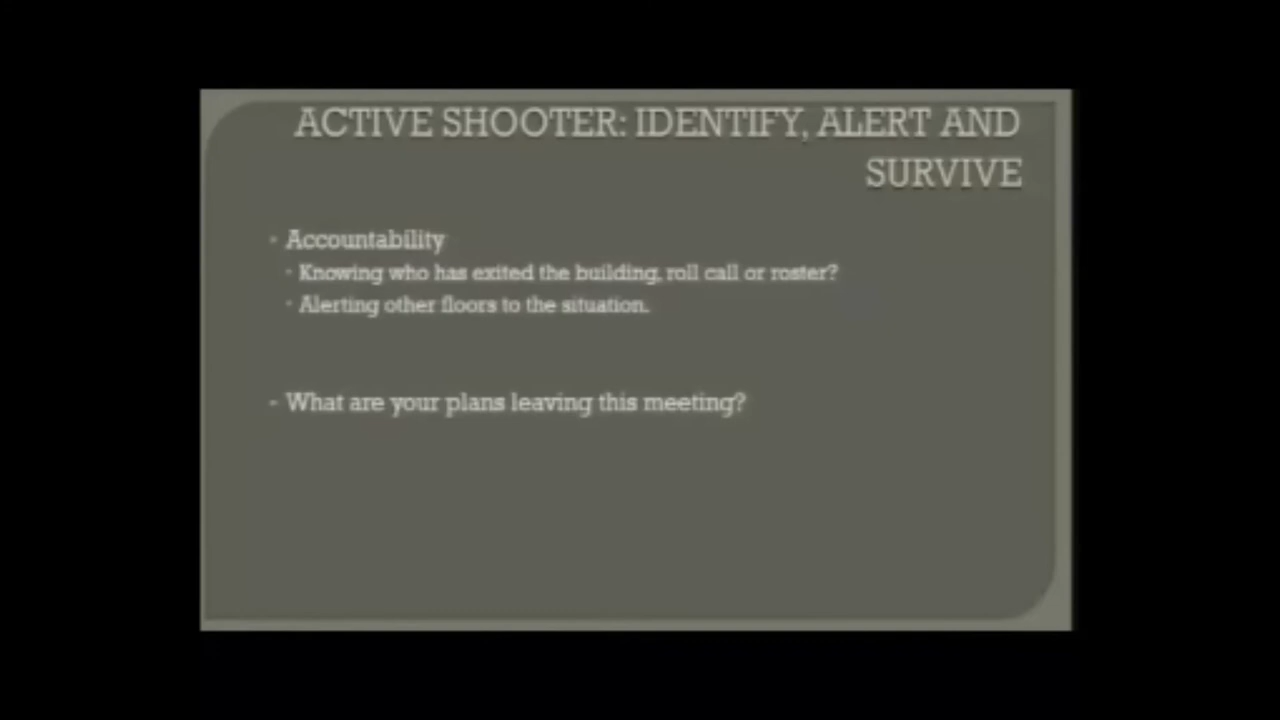 ACTIVE SHOOTER: IDENTIFY, ALERT AND
SURVIVE
Accountability
Knowing who has exited the building, roll call or roster?
Alerting other floors to the situation.
What are your plans leaving this meeting?